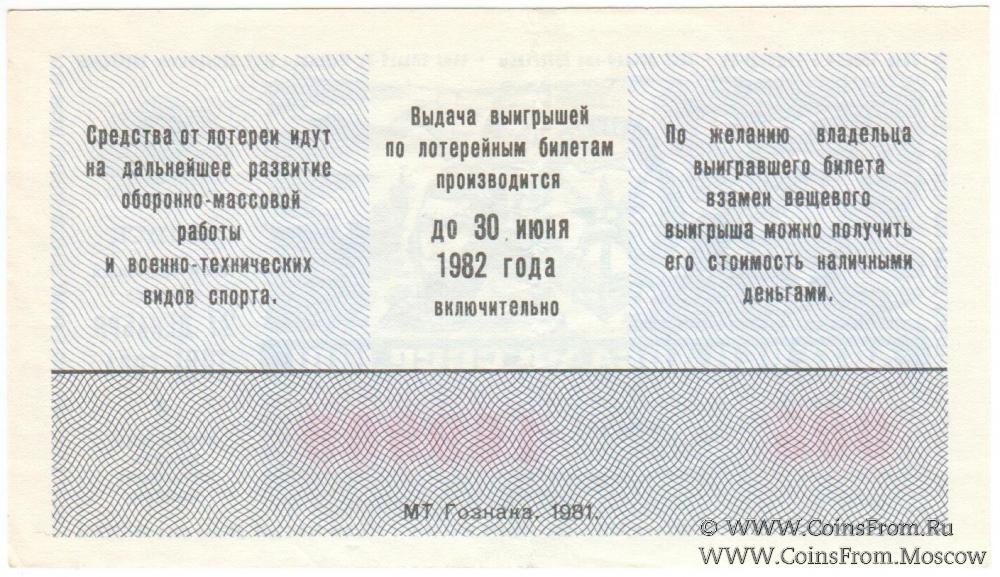 Средства от лотереи идут
на дальнейшее развитие
оборонно-массовой
работы
и военно-технических
видов спорта.
Выдача выигрышей
по лотерейным билетам
производится
до 30 июня
1982 года
включительно
По желанию владельца
выигравшего билета
взамен вещевого
выигрыша можно получить
его стоимость наличными
деньгами.
МТ Гознака. 1981.
© WWW.CoinsFrom.Ru
WWW.CoinsFrom.Moscow